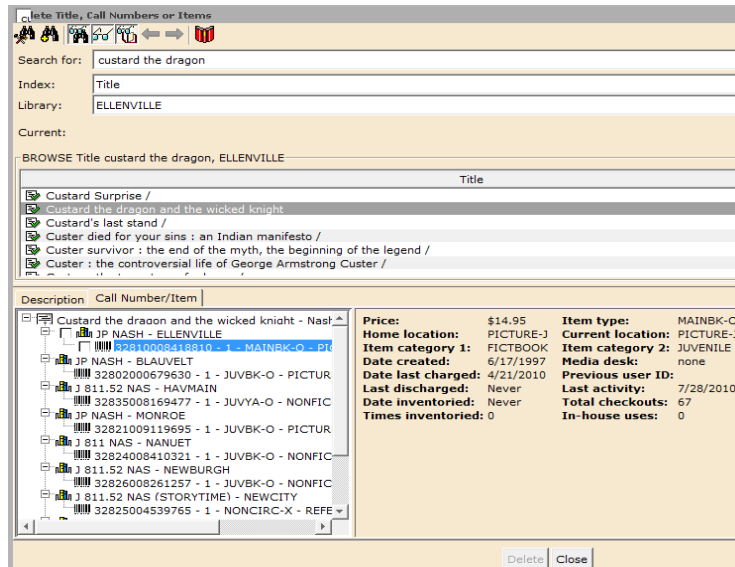 elete Title, Call Numbers or Items
Search for: custard the dragon
Index: Title
Library: ELLENVILLE
Current:
BROWSE Title custard the dragon, ELLENVILLE
Title
Custard Surprise /
Custard the dragon and the wicked knight
Custard's last stand /
Custer died for your sins : an Indian manifesto /
Custer survivor : the end of the myth, the beginning of the legend /
Custer : the controversial life of George Armstrong Custer /
Description Call Number/Item
Custard the dragon and the wicked knight - Nash
JP NASH - ELLENVILLE
32810008418810 - 1 - MAINBK-O - PIC
JP NASH - BLAUVELT
32802000679630 - 1 - JUVBK-O - PICTUR
J 811.52 NAS - HAVMAIN
32835008169477 - 1 - JUVYA-O - NONFIC
JP NASH - MONROE
32821009119695 - 1 - JUVBK-O - PICTUR
J 811 NAS - NANUET
32824008410321 - 1 - JUVBK-O - NONFIC
J 811.52 NAS - NEWBURGH
32826008261257 - 1 - JUVBK-O - NONFIC
J 811.52 NAS (STORYTIME) - NEWCITY
32825004539765 - 1 - NONCIRC-X - REFE
Price: $14.95 Item type: MAINBK-O
Home location: PICTURE-J Current location: PICTURE-J
Item category 1: FICTBOOK Item category 2: JUVENILE
Date created: 6/17/1997 Media desk: none
Date last charged: 4/21/2010 Previous user ID:
Last discharged: Never Last activity: 7/28/2010
Date inventoried: Never Total checkouts: 67
Times inventoried: 0 In-house uses: 0
Delete Close